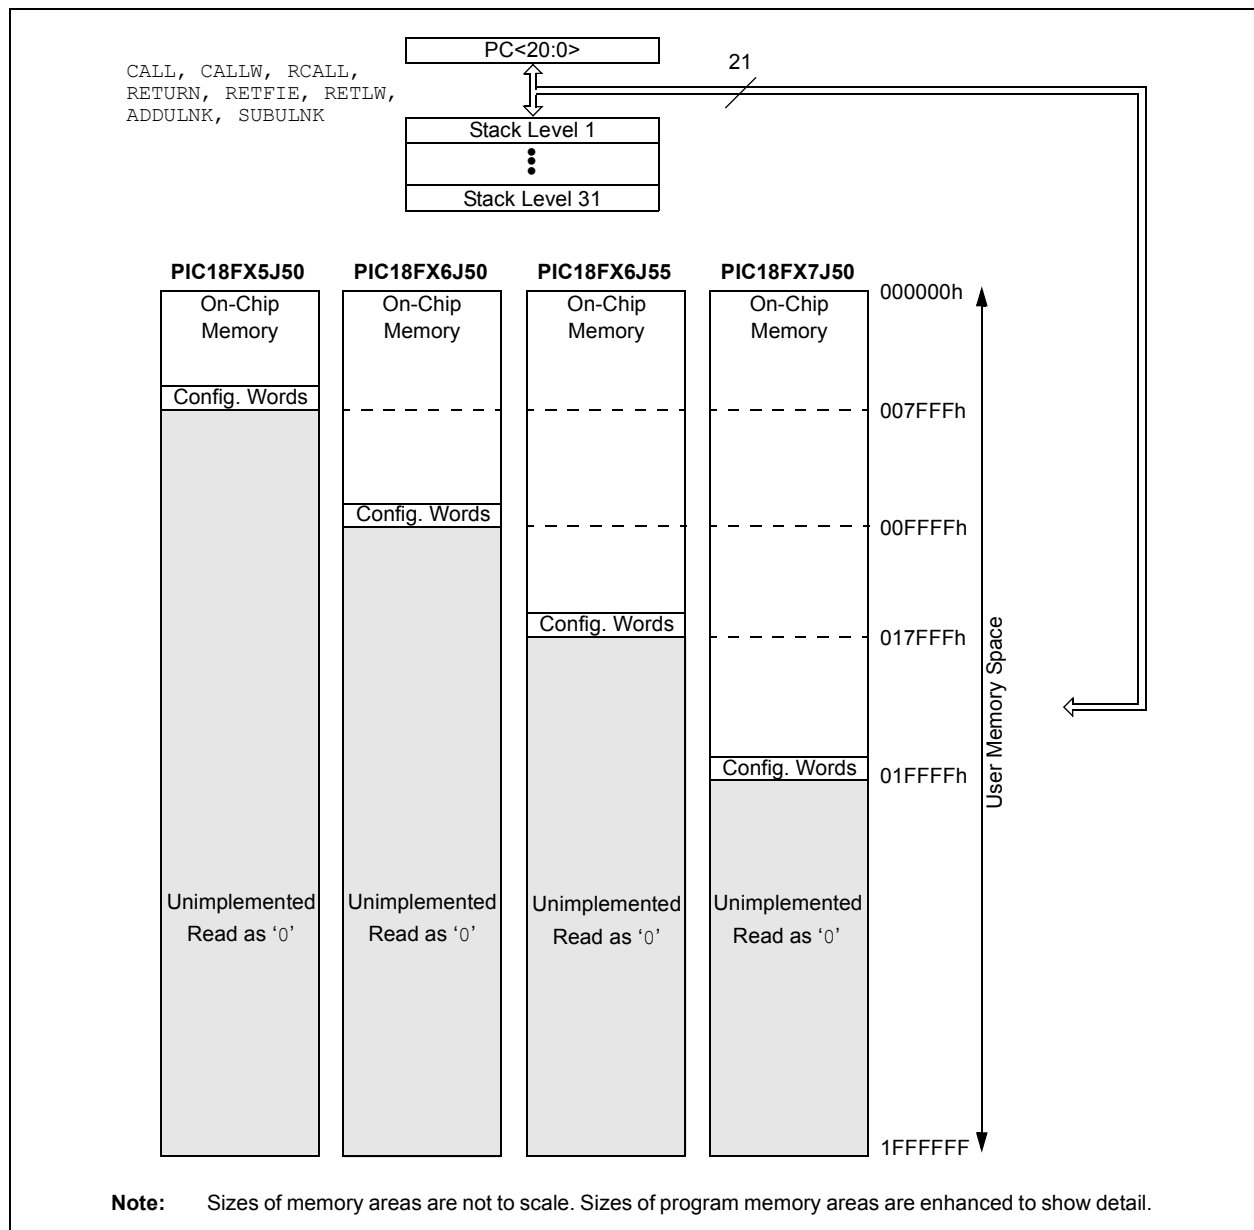 PC<20:0>
21
CALL, CALLW, RCALL,
RETURN, RETFIE, RETLW,
ADDULNK, SUBULNK
Stack Level 1
Stack Level 31
PIC18FX5J50
PIC18FX6J50
PIC18FX6J55
PIC18FX7J50
On-Chip
Memory
On-Chip
Memory
On-Chip
Memory
On-Chip
Memory
000000h
Config. Words
007FFFh
Config. Words
00FFFFh
Config. Words
017FFFh
Config. Words
01FFFFh
User Memory Space
Unimplemented
Read as ‘0’
Unimplemented
Read as ‘0’
Unimplemented
Read as ‘0’
Unimplemented
Read as ‘0’
1FFFFFF
Note: Sizes of memory areas are not to scale. Sizes of program memory areas are enhanced to show detail.